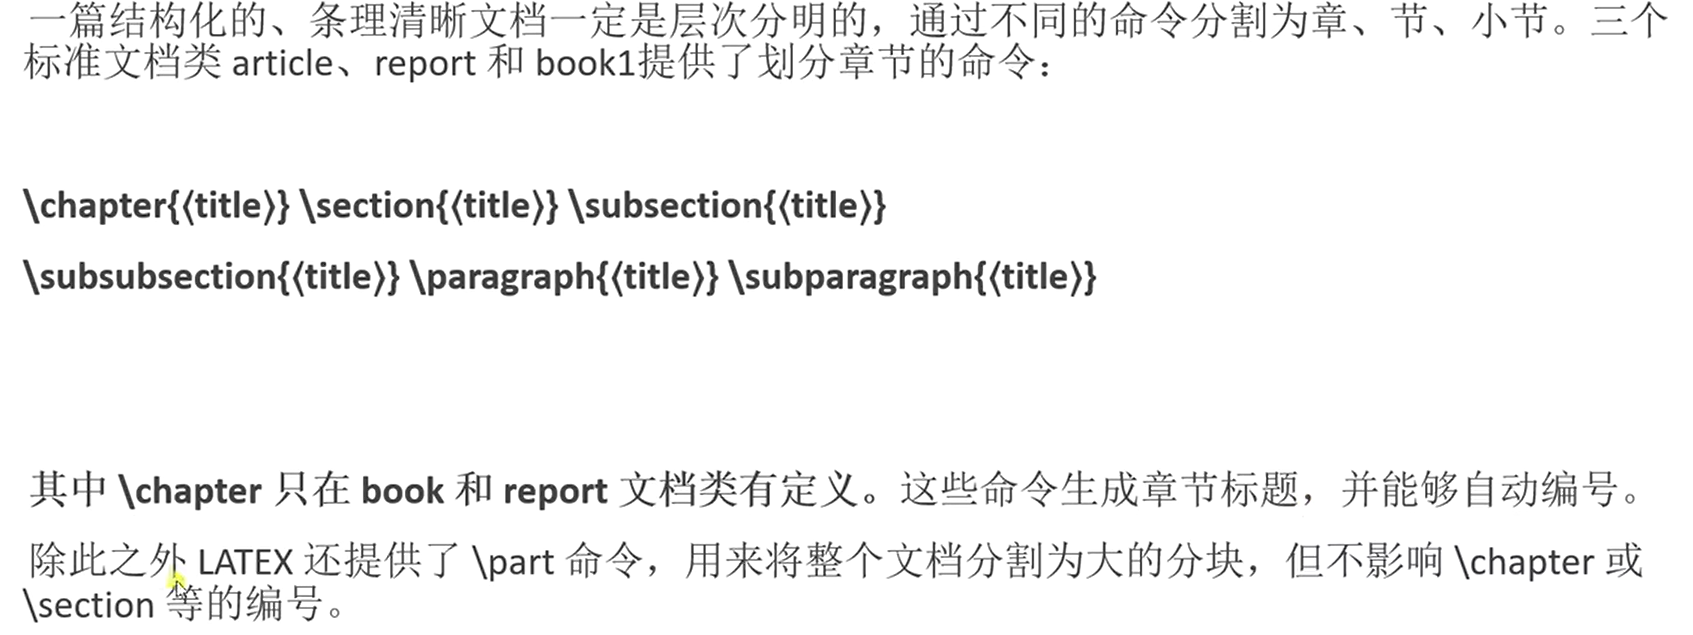 一篇结构化的、条理清晰文档一定是层次分明的，通过不同的命令分割为章、节、小节。三个
标准文档类 article、report 和 book1提供了划分章节的命令：
\chapter{⟨title⟩} \section{⟨title⟩} \subsection{⟨title⟩}
\subsubsection{⟨title⟩} \paragraph{⟨title⟩} \subparagraph{⟨title⟩}
其中 \chapter 只在 book 和 report 文档类有定义。这些命令生成章节标题，并能够自动编号。
除此之外 LATEX 还提供了 \part 命令，用来将整个文档分割为大的分块，但不影响 \chapter 或
\section 等的编号。